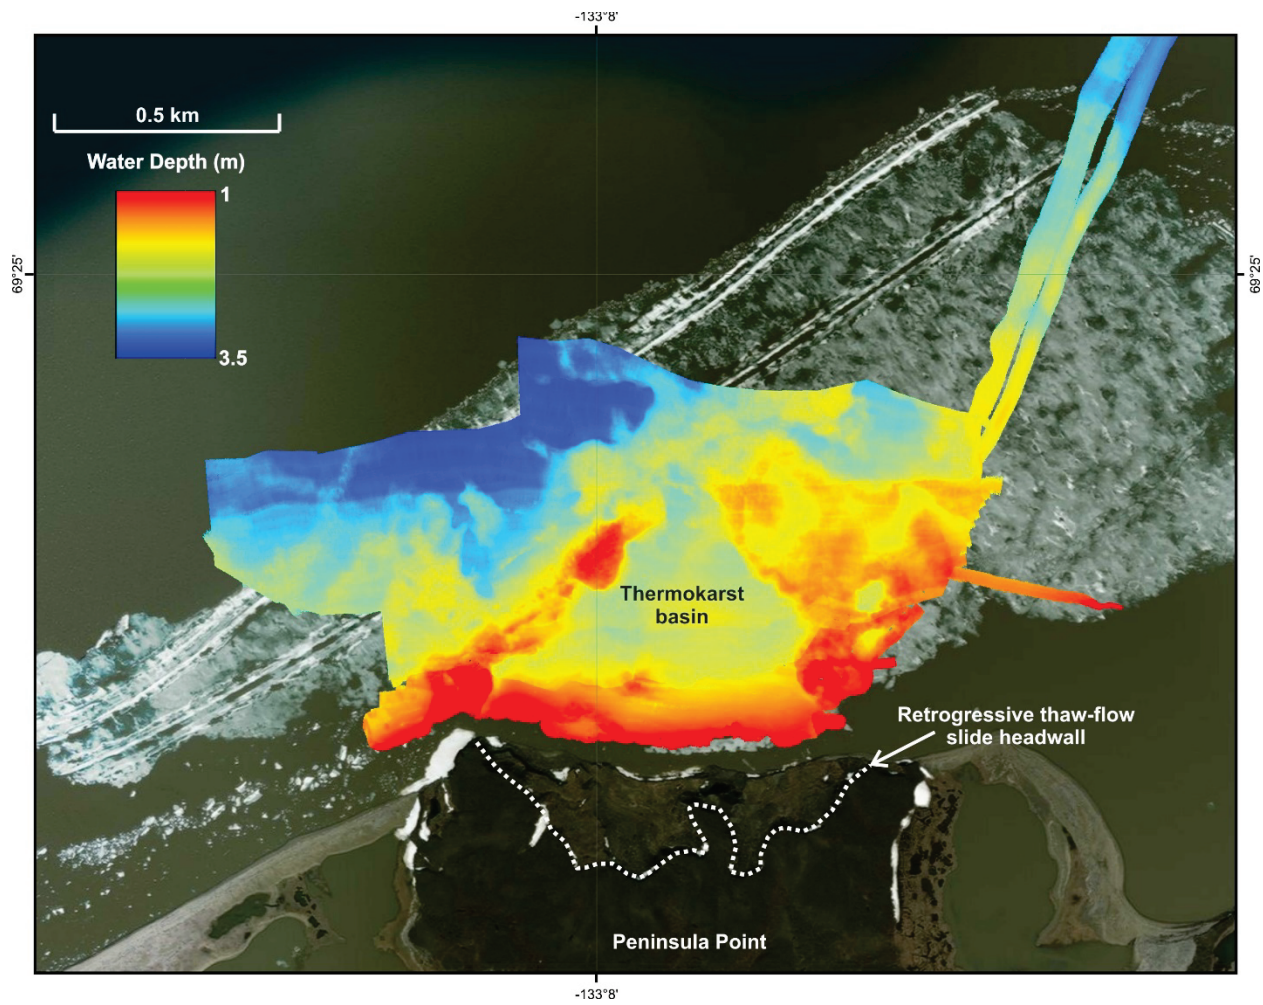 -133°8'
0.5 km
Water Depth (m)
1
69°25'
69°25'
3.5
Thermokarst
basin
Retrogressive thaw-flow
slide headwall
Peninsula Point
-133°8'